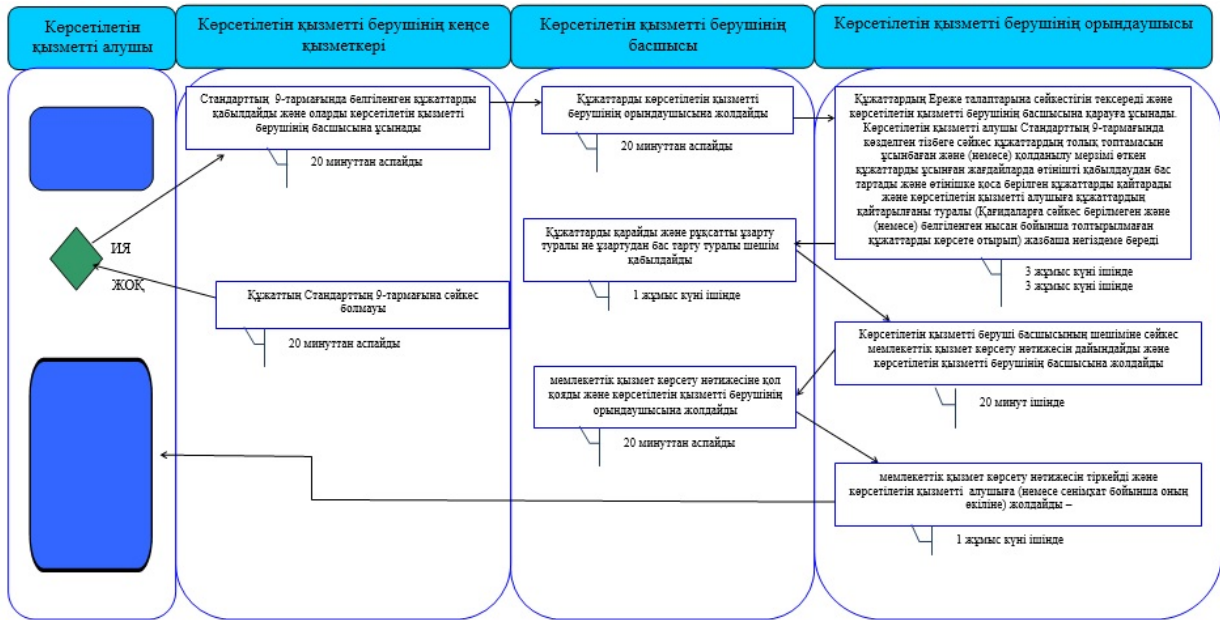 Көрсетілетін
қызметті алушы
Көрсетілетін қызметті берушінің кеңсе
қызметкері
Көрсетілетін қызметті берушінің
басшысы
Көрсетілетін қызметті берушінің орындаушысы
Стандарттың 9-тармағында белгіленген құжаттарды
қабылдайды және оларды көрсетілетін қызметті
берушінің басшысына ұсынады
20 минуттан аспайды
Құжаттарды көрсетілетін қызметті
берушінің орындаушысына жолдайды
20 минуттан аспайды
Құжаттардың Ереже талаптарына сәйкестігін тексереді және
көрсетілетін қызметті берушінің басшысына қарауға ұсынады.
Көрсетілетін қызметті алушы Стандарттың 9-тармағында
көзделген тізбеге сәйкес құжаттардың толық топтамасын
ұсынбаған және (немесе) қолданылу мерзімі өткен
құжаттарды ұсынған жағдайларда өтінішті қабылдаудан бас
тартады және өтінішке қоса берілген құжаттарды қайтарады
және көрсетілетін қызметті алушыға құжаттардың
қайтарылғаны туралы (Қағидаларға сәйкес берілмеген және
(немесе) белгіленген нысан бойынша толтырылмаған
құжаттарды көрсете отырып) жазбаша негіздеме береді
3 жұмыс күні ішінде
3 жұмыс күні ішінде
Құжаттарды қарайды және рұқсатты ұзарту
туралы не ұзартудан бас тарту туралы шешім
қабылдайды
1 жұмыс күні ішінде
ИЯ
ЖОҚ
Құжаттың Стандарттың 9-тармағына сәйкес
болмауы
20 минуттан аспайды
Көрсетілетін қызметті беруші басшысының шешіміне сәйкес
мемлекеттік қызмет көрсету нәтижесін дайындайды және
көрсетілетін қызметті берушінің басшысына жолдайды
20 минут ішінде
мемлекеттік қызмет көрсету нәтижесіне қол
қояды және көрсетілетін қызметті берушінің
орындаушысына жолдайды
20 минуттан аспайды
мемлекеттік қызмет көрсету нәтижесін тіркейді және
көрсетілетін қызметті алушыға (немесе сенімхат бойынша оның
өкіліне) жолдайды –
1 жұмыс күні ішінде